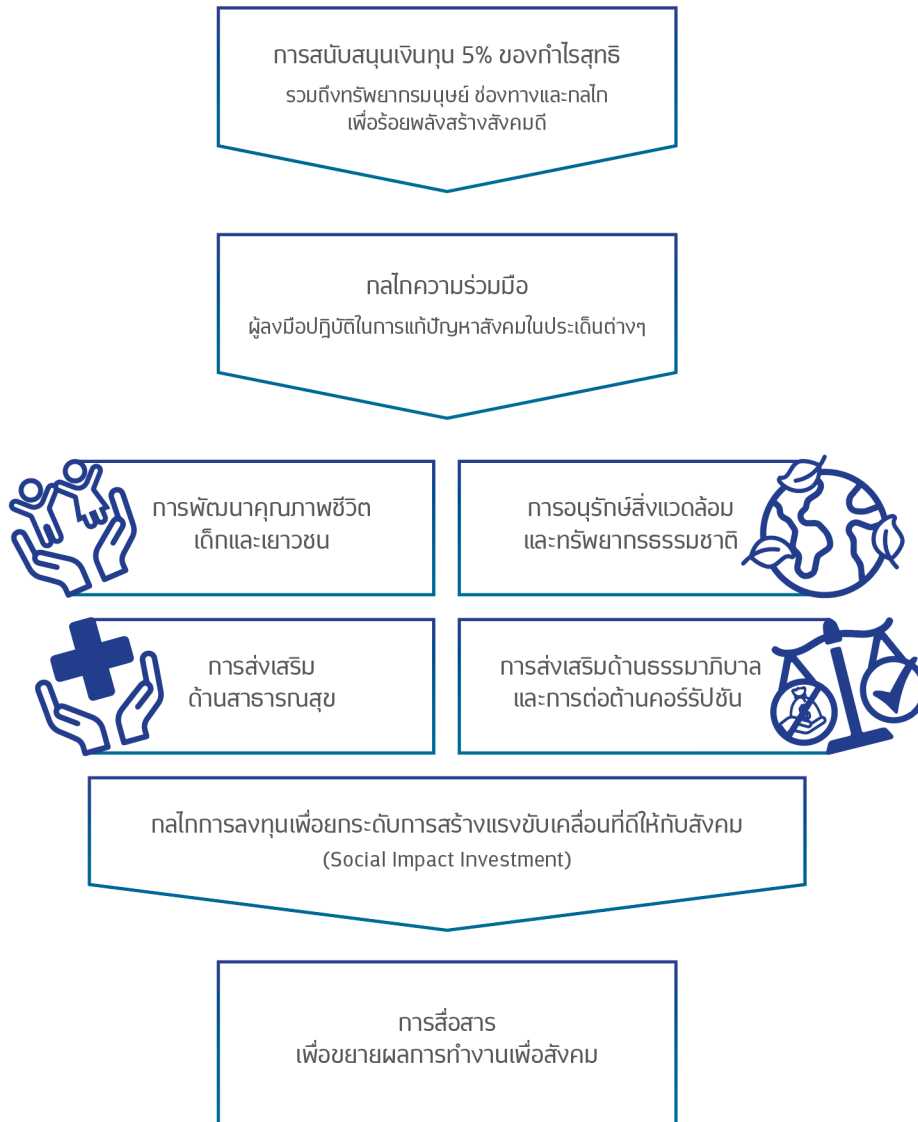 การสนับสนุนเงินทุน 5% ของกำไรสุทธิ
รวมถึงทรัพยากรมนุษย์ ช่องทางและกลไก
เพื่อร้อยพลังสร้างสังคมดี
กลไกความร่วมมือ
ผู้ลงมือปฏิบัติในการแก้ปัญหาสังคมในประเด็นต่างๆ
การพัฒนาคุณภาพชีวิต
เด็กและเยาวชน
การอนุรักษ์สิ่งแวดล้อม
และทรัพยากรธรรมชาติ
การส่งเสริม
ด้านสาธารณสุข
การส่งเสริมด้านธรรมาภิบาล
และการต่อต้านคอร์รัปชัน
กลไกการลงทุนเพื่อยกระดับการสร้างแรงขับเคลื่อนที่ดีให้กับสังคม
(Social Impact Investment)
การสื่อสาร
เพื่อขยายผลการทำงานเพื่อสังคม